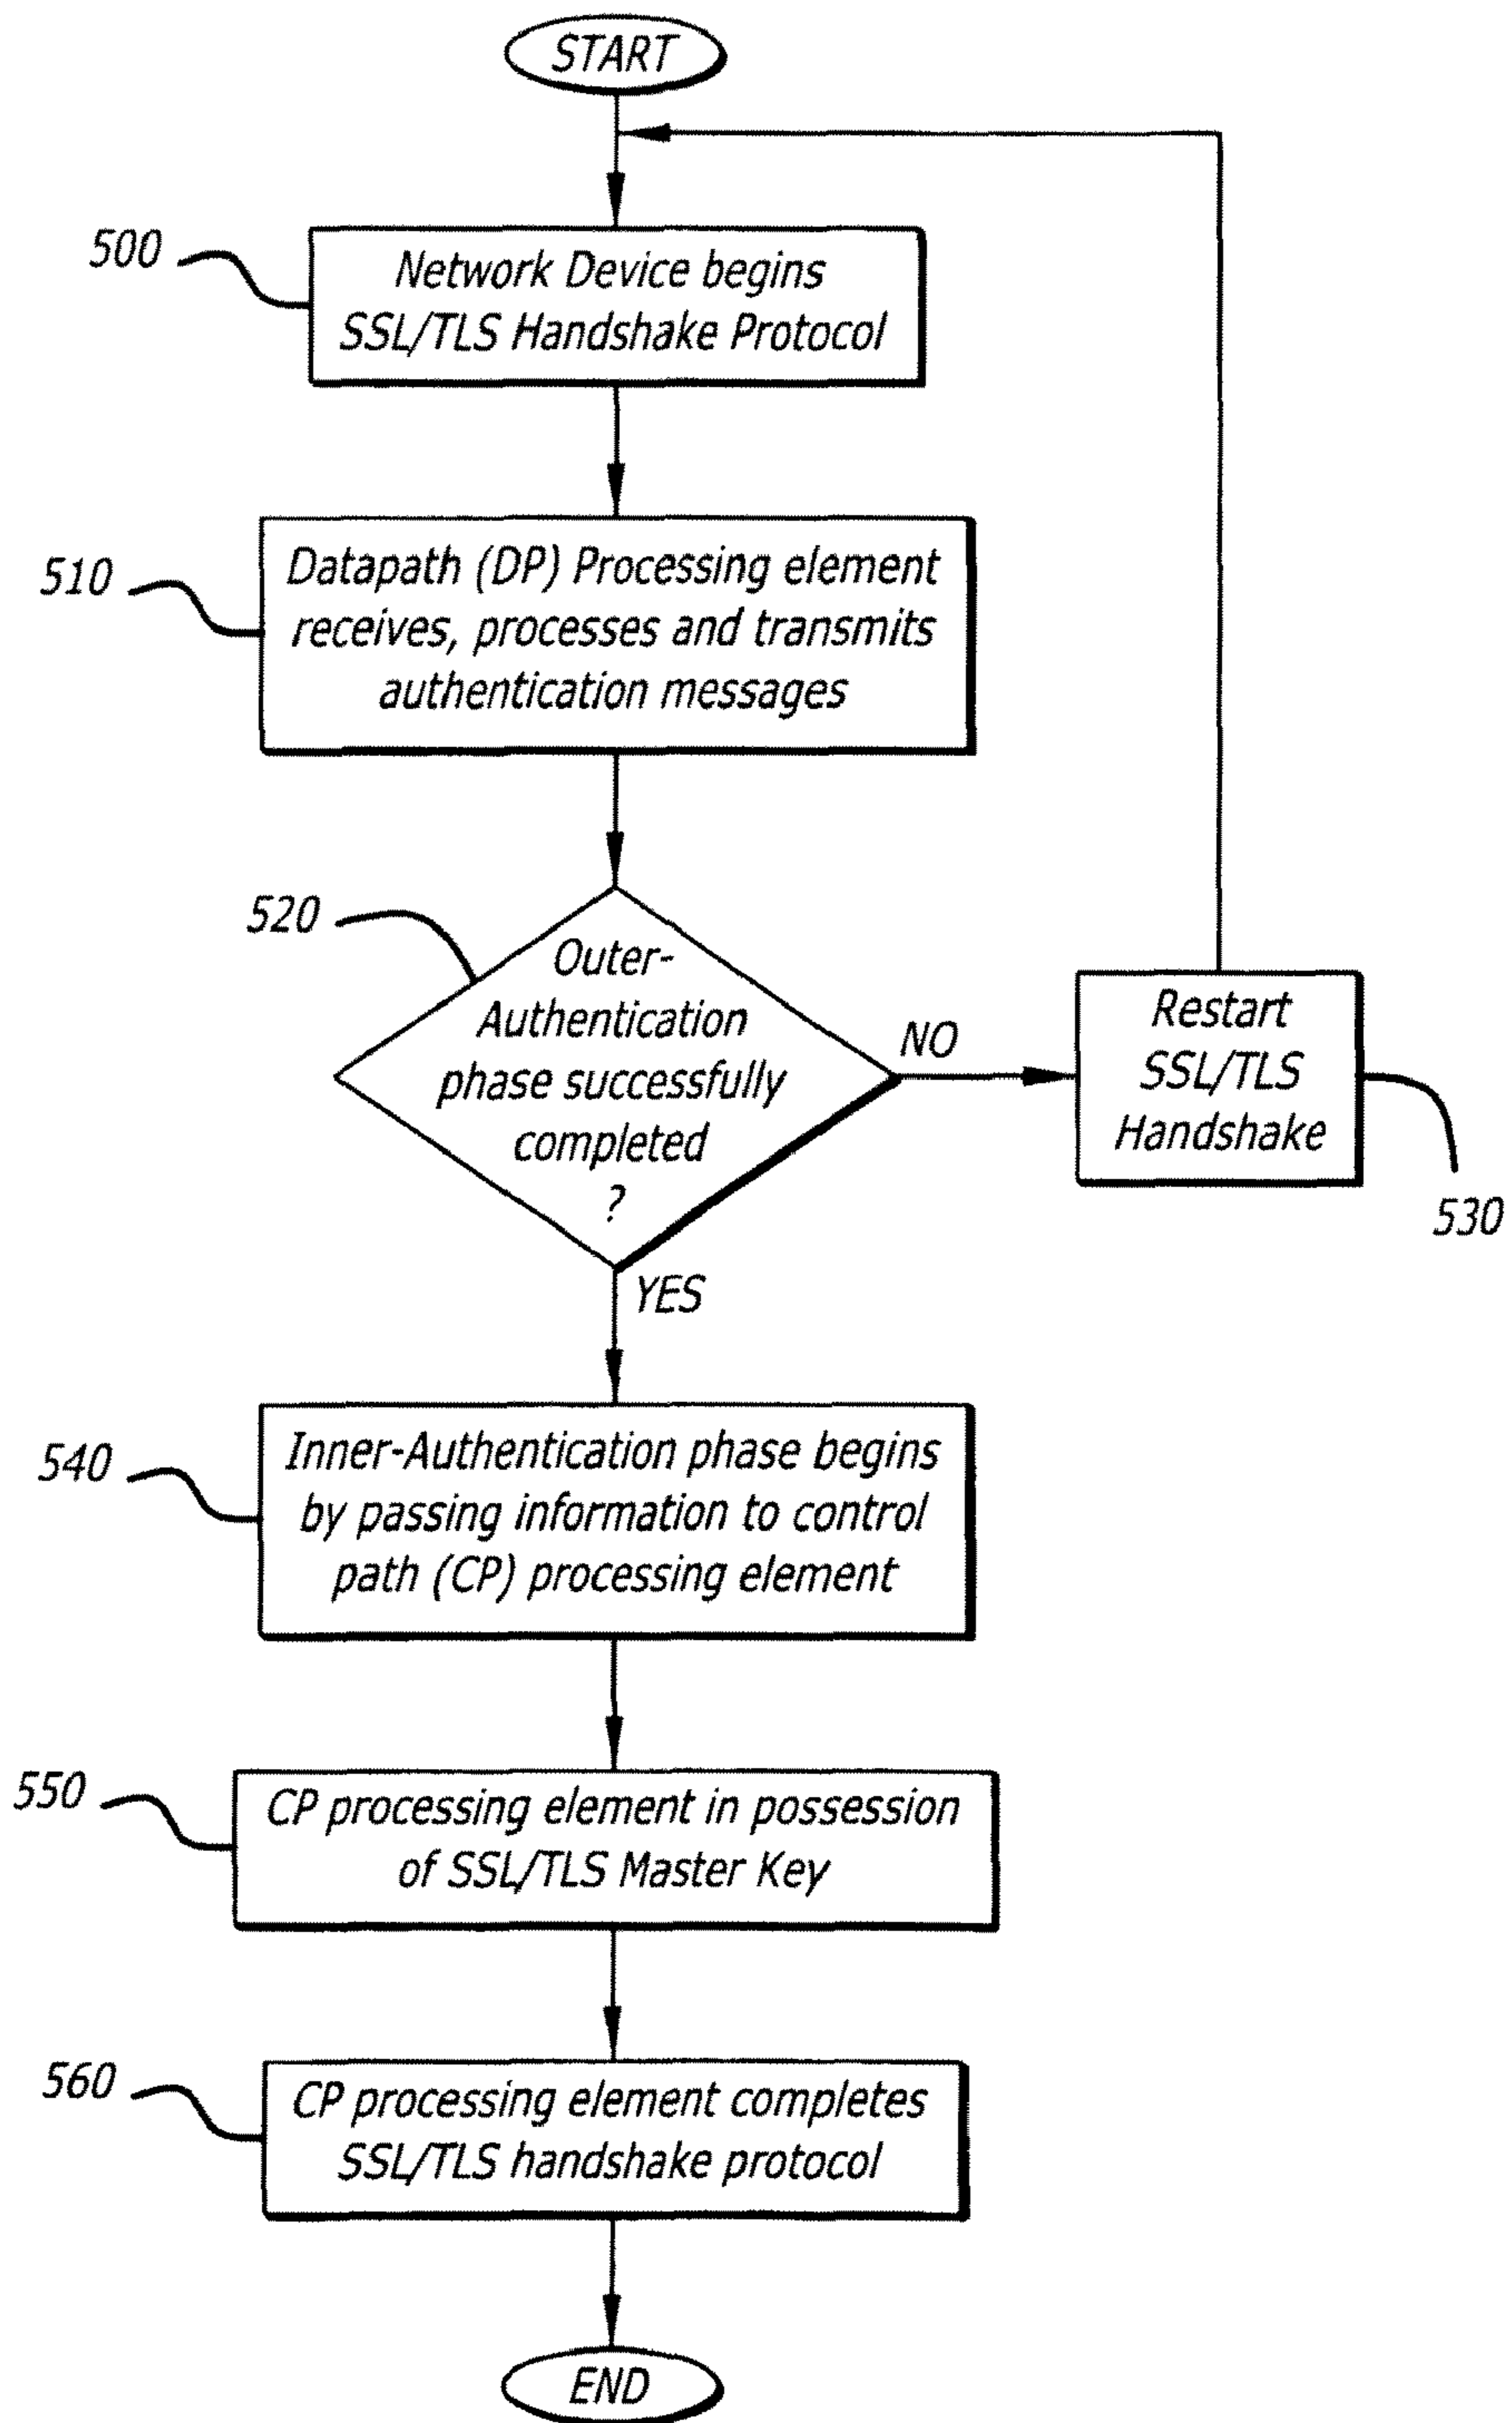 START
500
Network Device begins
SSL/TLS Handshake Protocol
510
Datapath (DP) Processing element
receives, processes and transmits
authentication messages
520
Outer-
Authentication
phase successfully
completed
?
NO
Restart
SSL/TLS
Handshake
530
YES
540
Inner-Authentication phase begins
by passing information to control
path (CP) processing element
550
CP processing element in possession
of SSL/TLS Master Key
560
CP processing element completes
SSL/TLS handshake protocol
END